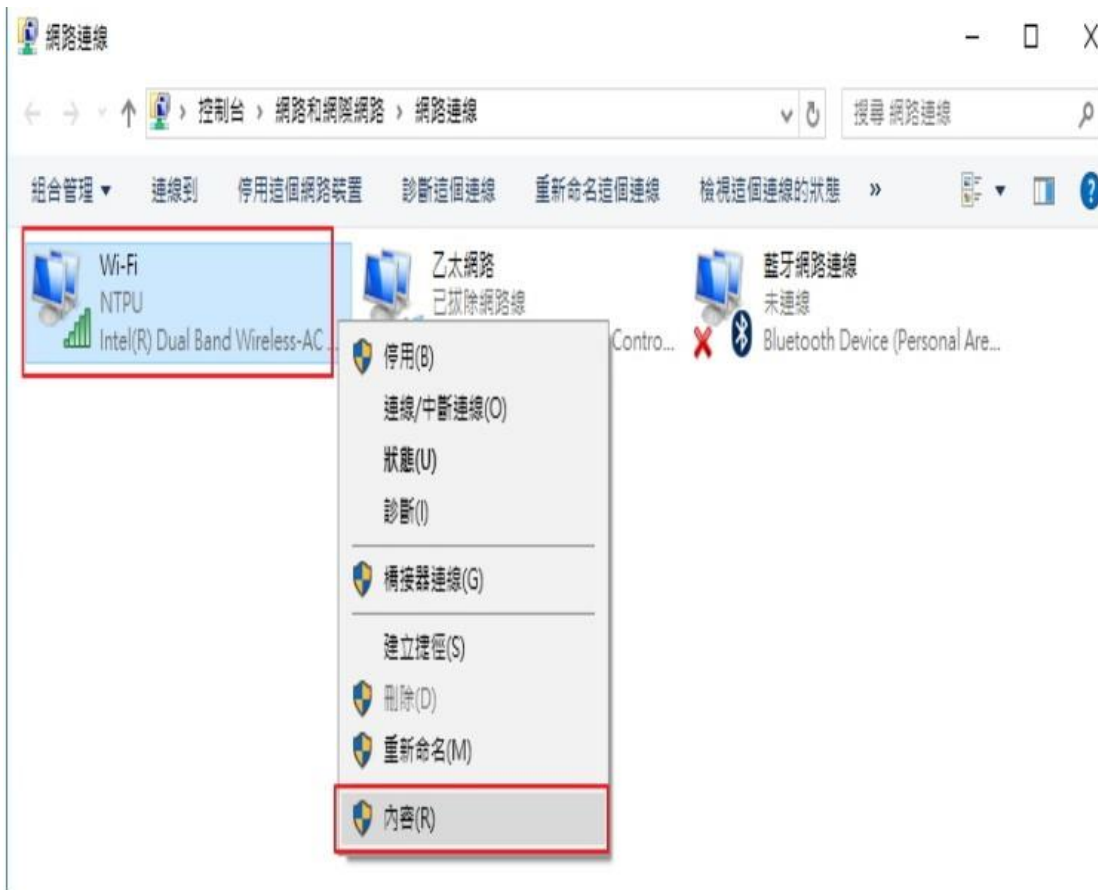 網路連線
控制台 › 網路和網際網路 › 網路連線
搜尋 網路連線
組合管理 ▾ 連線到 停用這個網路裝置 診斷這個連線 重新命名這個連線 檢視這個連線的狀態 »
Wi-Fi
NTPU
Intel(R) Dual Band Wireless-AC ...
乙太網路
已拔除網路線
Contro...
藍牙網路連線
未連線
Bluetooth Device (Personal Are...
停用(B)
連線/中斷連線(O)
狀態(U)
診斷(I)
橋接器連線(G)
建立捷徑(S)
刪除(D)
重新命名(M)
內容(R)